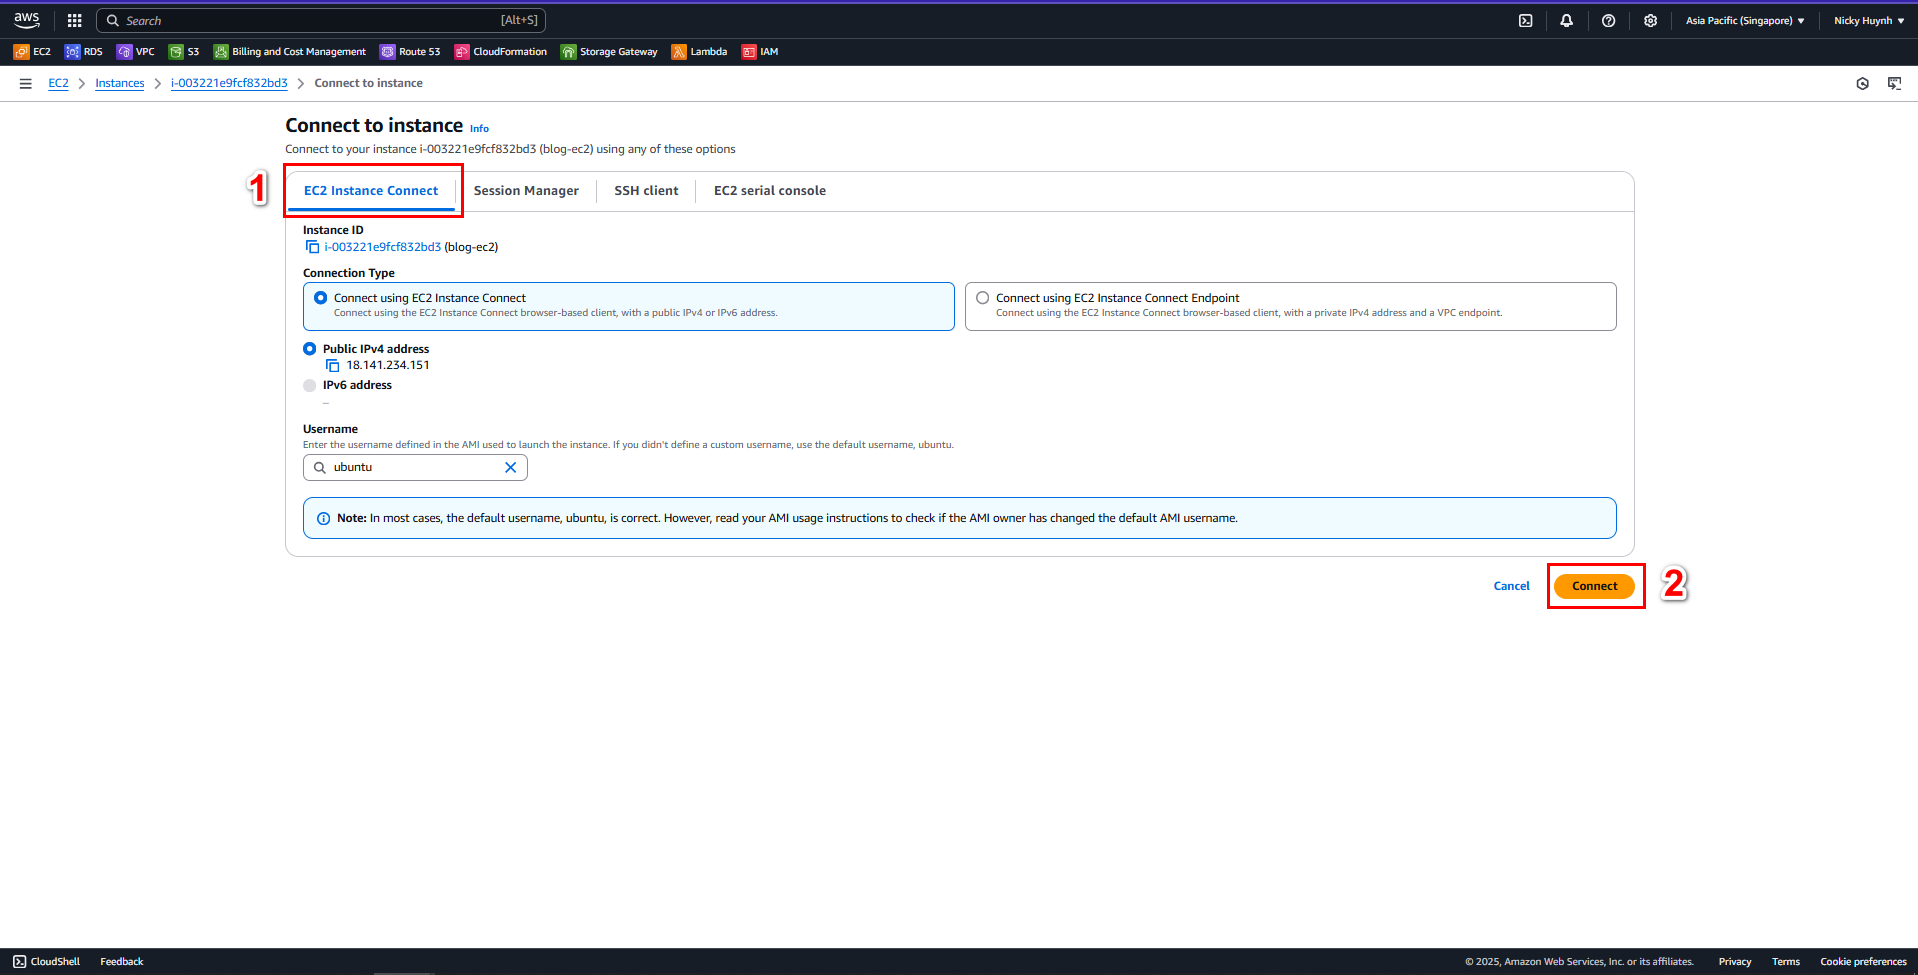 aws Search [Alt+S] Asia Pacific (Singapore) Nicky Huynh
EC2 RDS VPC S3 Billing and Cost Management Route 53 CloudFormation Storage Gateway Lambda IAM
EC2 Instances i-003221e9fcf832bd3 Connect to instance
Connect to instance Info
Connect to your instance i-003221e9fcf832bd3 (blog-ec2) using any of these options
1 EC2 Instance Connect Session Manager SSH client EC2 serial console
Instance ID
i-003221e9fcf832bd3 (blog-ec2)
Connection Type
Connect using EC2 Instance Connect
Connect using the EC2 Instance Connect browser-based client, with a public IPv4 or IPv6 address.
Connect using EC2 Instance Connect Endpoint
Connect using the EC2 Instance Connect browser-based client, with a private IPv4 address and a VPC endpoint.
Public IPv4 address
18.141.234.151
IPv6 address
–
Username
Enter the username defined in the AMI used to launch the instance. If you didn't define a custom username, use the default username, ubuntu.
ubuntu
Note: In most cases, the default username, ubuntu, is correct. However, read your AMI usage instructions to check if the AMI owner has changed the default AMI username.
Cancel Connect 2
CloudShell Feedback © 2025, Amazon Web Services, Inc. or its affiliates. Privacy Terms Cookie preferences